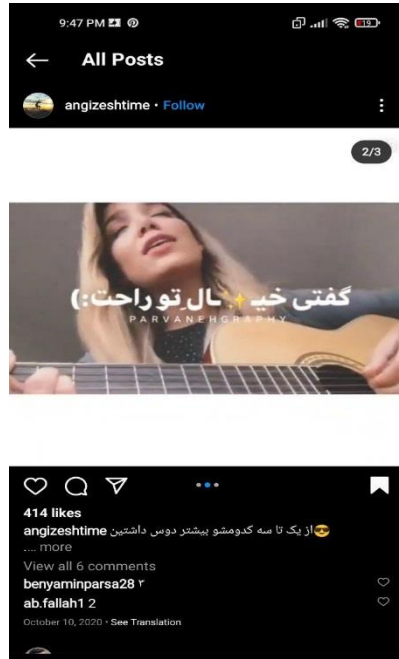 9:47 PM
19
All Posts
angizeshtime • Follow
2/3
گفتی خیـ✨ـال‌ِ تو راحت:)
PARVANEHGRAPHY
414 likes
angizeshtime از یک تا سه کدومشو بیشتر دوس داشتین😎
.... more
View all 6 comments
benyaminparsa28 ۳
ab.fallah1 2
October 10, 2020 • See Translation